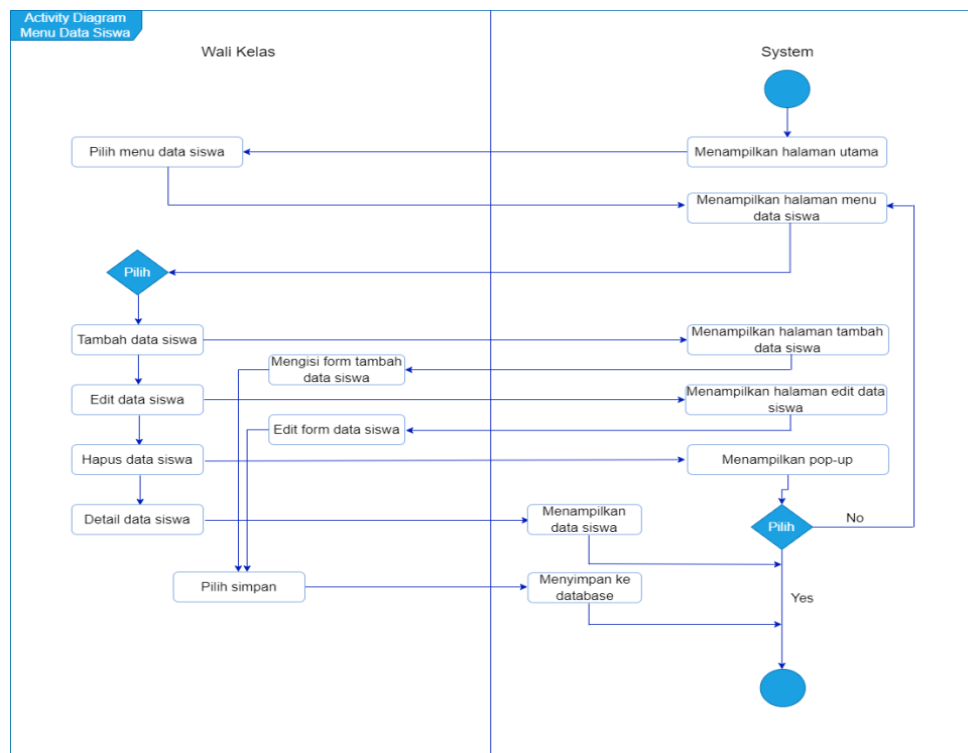 Activity Diagram
Menu Data Siswa
Wali Kelas
System
Pilih menu data siswa
Menampilkan halaman utama
Menampilkan halaman menu
data siswa
Pilih
Tambah data siswa
Menampilkan halaman tambah
data siswa
Mengisi form tambah
data siswa
Edit data siswa
Menampilkan halaman edit data
siswa
Edit form data siswa
Hapus data siswa
Menampilkan pop-up
Detail data siswa
Menampilkan
data siswa
Pilih
No
Pilih simpan
Menyimpan ke
database
Yes